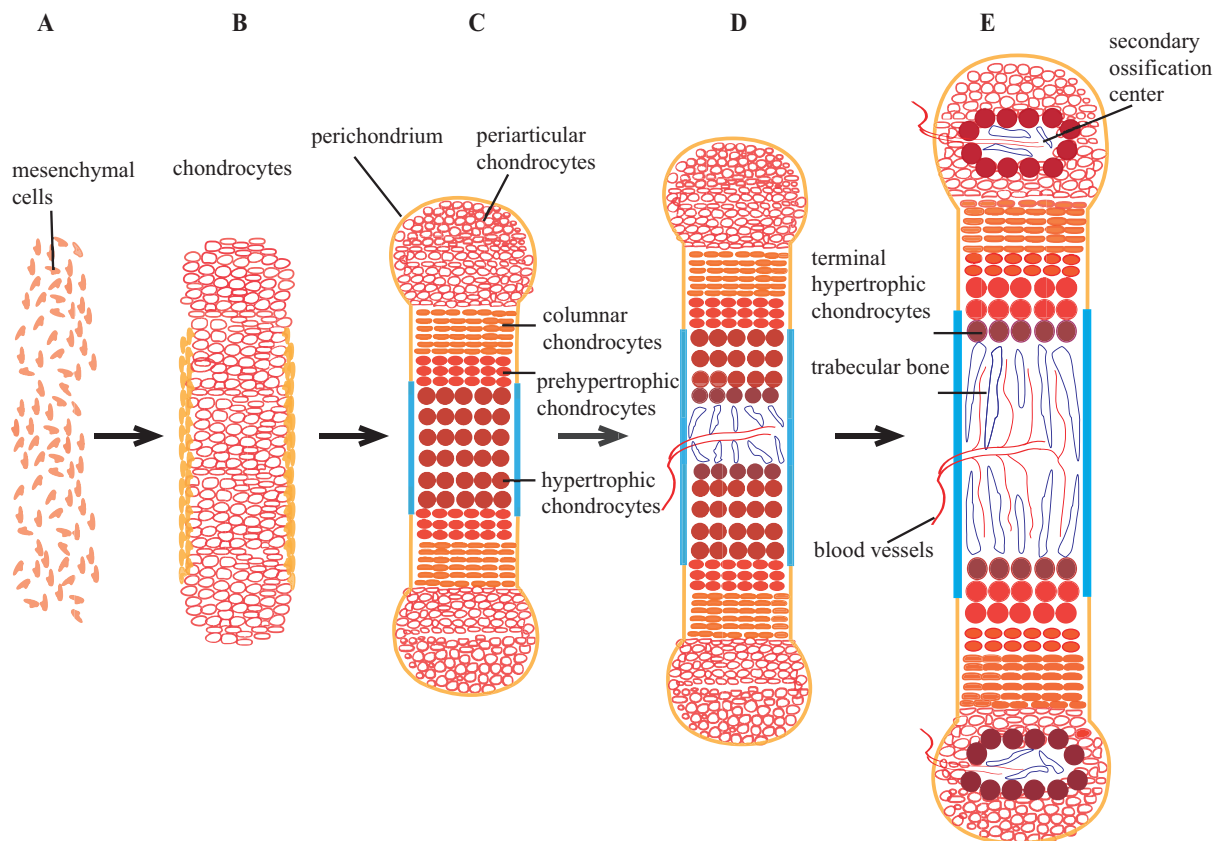 A
B
C
D
E
secondary
ossification
center
perichondrium
periarticular
chondrocytes
mesenchymal
cells
chondrocytes
terminal
hypertrophic
chondrocytes
columnar
chondrocytes
trabecular bone
prehypertrophic
chondrocytes
hypertrophic
chondrocytes
blood vessels